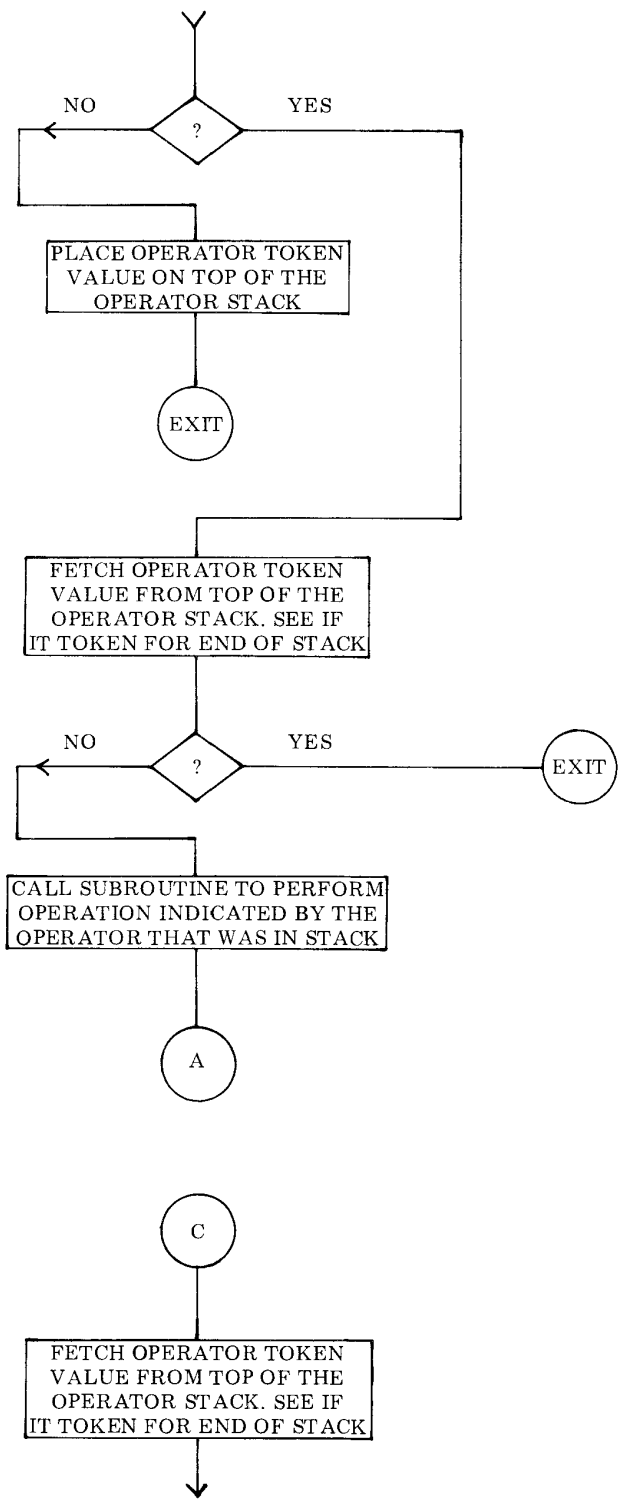 NO YES
?
PLACE OPERATOR TOKEN
VALUE ON TOP OF THE
OPERATOR STACK
EXIT
FETCH OPERATOR TOKEN
VALUE FROM TOP OF THE
OPERATOR STACK. SEE IF
IT TOKEN FOR END OF STACK
NO YES
? EXIT
CALL SUBROUTINE TO PERFORM
OPERATION INDICATED BY THE
OPERATOR THAT WAS IN STACK
A
C
FETCH OPERATOR TOKEN
VALUE FROM TOP OF THE
OPERATOR STACK. SEE IF
IT TOKEN FOR END OF STACK